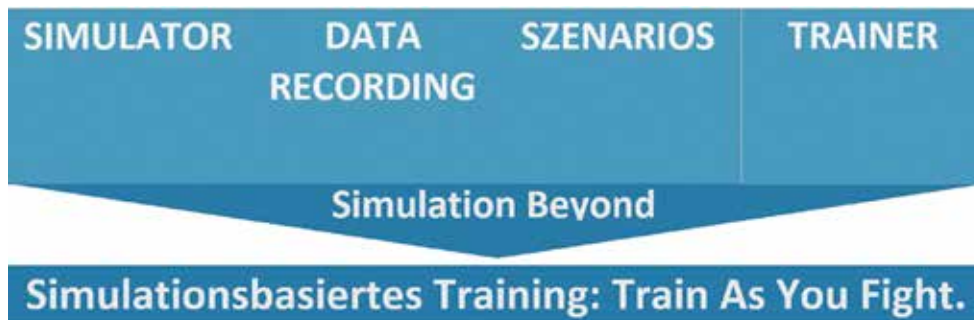 SIMULATOR
DATA
RECORDING
SZENARIOS
TRAINER
Simulation Beyond
Simulationsbasiertes Training: Train As You Fight.